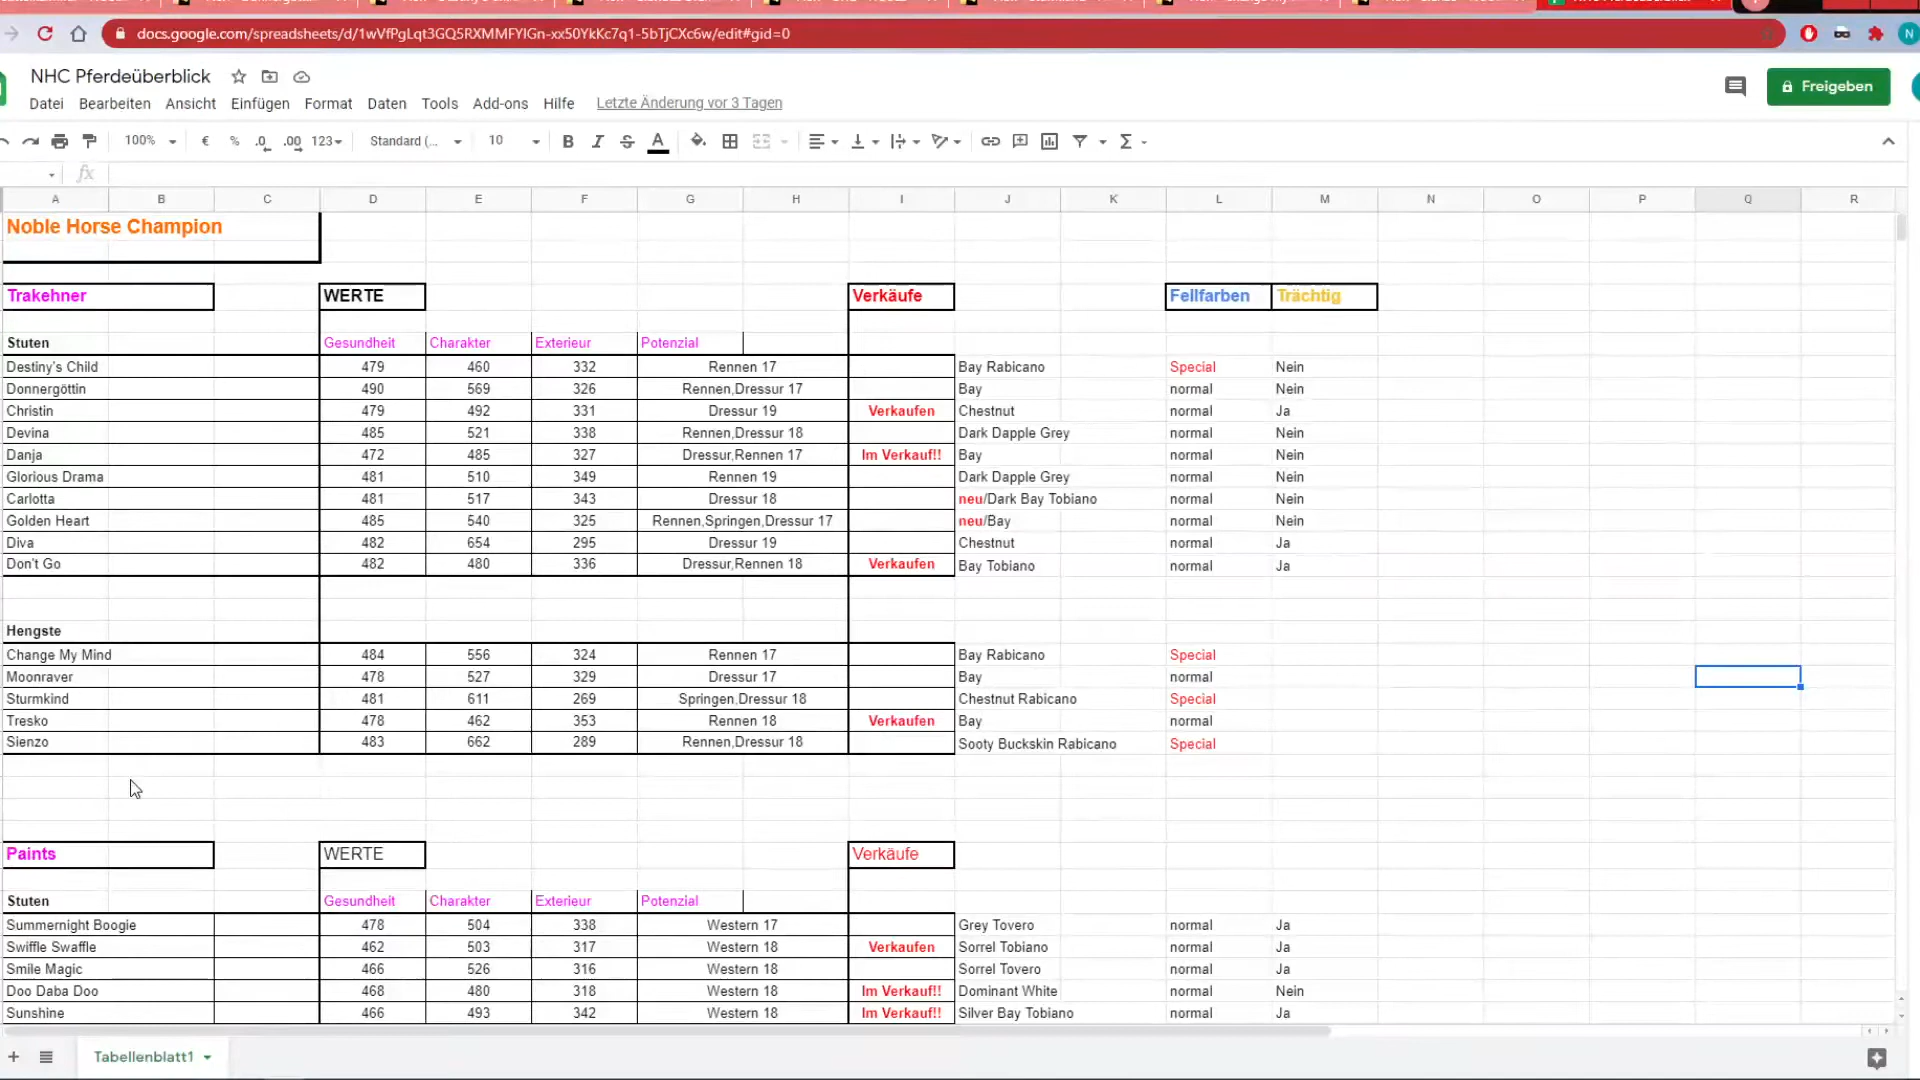 docs.google.com/spreadsheets/d/1wVfPgLqt3GQ5RXMMFYlGn-xx50YkKc7q1-5bTjCXc6w/edit#gid=0
N
NHC Pferdeüberblick
Freigeben
Datei Bearbeiten Ansicht Einfügen Format Daten Tools Add-ons Hilfe Letzte Änderung vor 3 Tagen
100% € % .0 .00 123 Standard (... 10 B I S A Σ
fx
A B C D E F G H I J K L M N O P Q R
Noble Horse Champion
Trakehner WERTE Verkäufe Fellfarben Trächtig
Stuten Gesundheit Charakter Exterieur Potenzial
Destiny's Child 479 460 332 Rennen 17 Bay Rabicano Special Nein
Donnergöttin 490 569 326 Rennen,Dressur 17 Bay normal Nein
Christin 479 492 331 Dressur 19 Verkaufen Chestnut normal Ja
Devina 485 521 338 Rennen,Dressur 18 Dark Dapple Grey normal Nein
Danja 472 485 327 Dressur,Rennen 17 Im Verkauf!! Bay normal Nein
Glorious Drama 481 510 349 Rennen 19 Dark Dapple Grey normal Nein
Carlotta 481 517 343 Dressur 18 neu/Dark Bay Tobiano normal Nein
Golden Heart 485 540 325 Rennen,Springen,Dressur 17 neu/Bay normal Nein
Diva 482 654 295 Dressur 19 Chestnut normal Ja
Don't Go 482 480 336 Dressur,Rennen 18 Verkaufen Bay Tobiano normal Ja
Hengste
Change My Mind 484 556 324 Rennen 17 Bay Rabicano Special
Moonraver 478 527 329 Dressur 17 Bay normal
Sturmkind 481 611 269 Springen,Dressur 18 Chestnut Rabicano Special
Tresko 478 462 353 Rennen 18 Verkaufen Bay normal
Sienzo 483 662 289 Rennen,Dressur 18 Sooty Buckskin Rabicano Special
Paints WERTE Verkäufe
Stuten Gesundheit Charakter Exterieur Potenzial
Summernight Boogie 478 504 338 Western 17 Grey Tovero normal Ja
Swiffle Swaffle 462 503 317 Western 18 Verkaufen Sorrel Tobiano normal Ja
Smile Magic 466 526 316 Western 18 Sorrel Tovero normal Ja
Doo Daba Doo 468 480 318 Western 18 Im Verkauf!! Dominant White normal Nein
Sunshine 466 493 342 Western 18 Im Verkauf!! Silver Bay Tobiano normal Ja
Tabellenblatt1